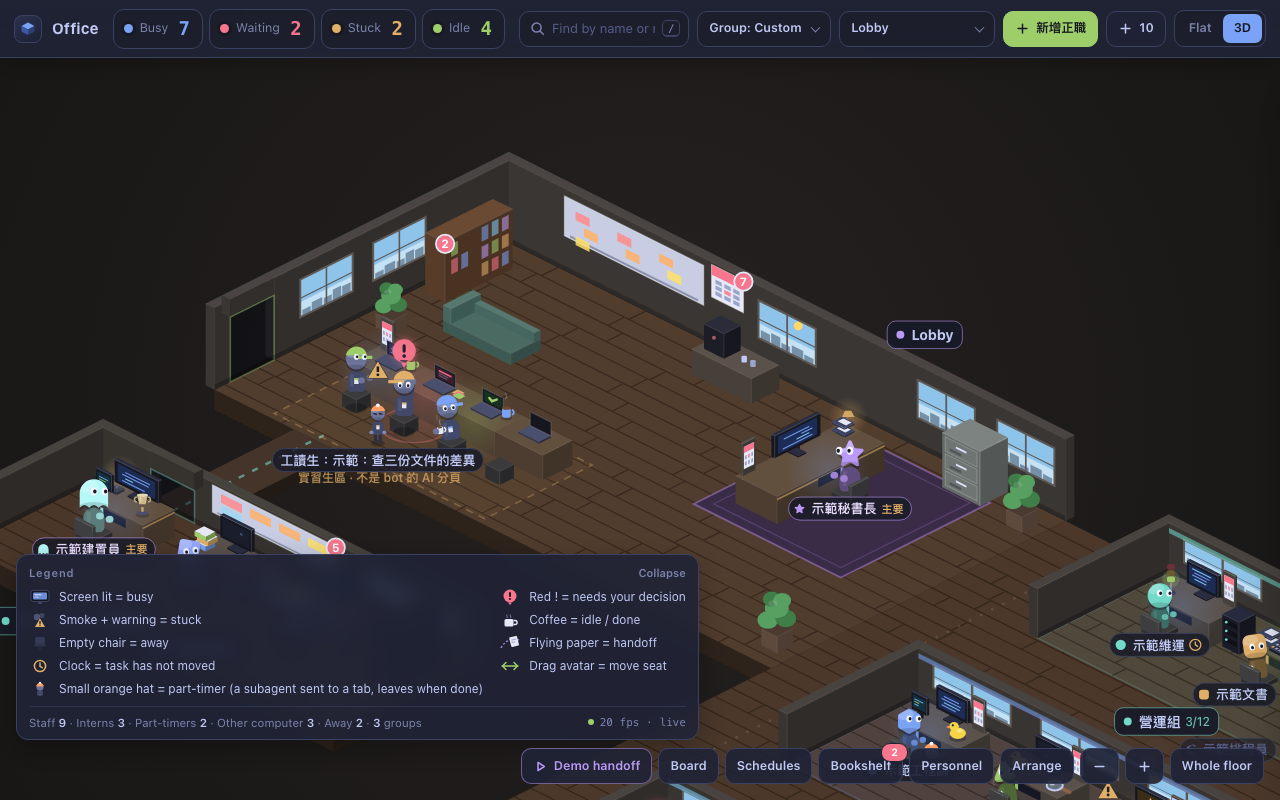 Office
Busy 7
Waiting 2
Stuck 2
Idle 4
Find by name or r /
Group: Custom
Lobby
+ 新增正職
+ 10
Flat
3D
2
7
Lobby
工讀生：示範：查三份文件的差異
實習生區 · 不是 bot 的 AI 分頁
示範秘書長 主要
示範建置員 主要
5
示範維運
示範文書
營運組 3/12
Legend
Collapse
Screen lit = busy
Smoke + warning = stuck
Empty chair = away
Clock = task has not moved
Small orange hat = part-timer (a subagent sent to a tab, leaves when done)
Red ! = needs your decision
Coffee = idle / done
Flying paper = handoff
Drag avatar = move seat
Staff 9 · Interns 3 · Part-timers 2 · Other computer 3 · Away 2 · 3 groups
20 fps · live
Demo handoff
Board
Schedules
Bookshelf 2
Personnel
Arrange
−
+
Whole floor